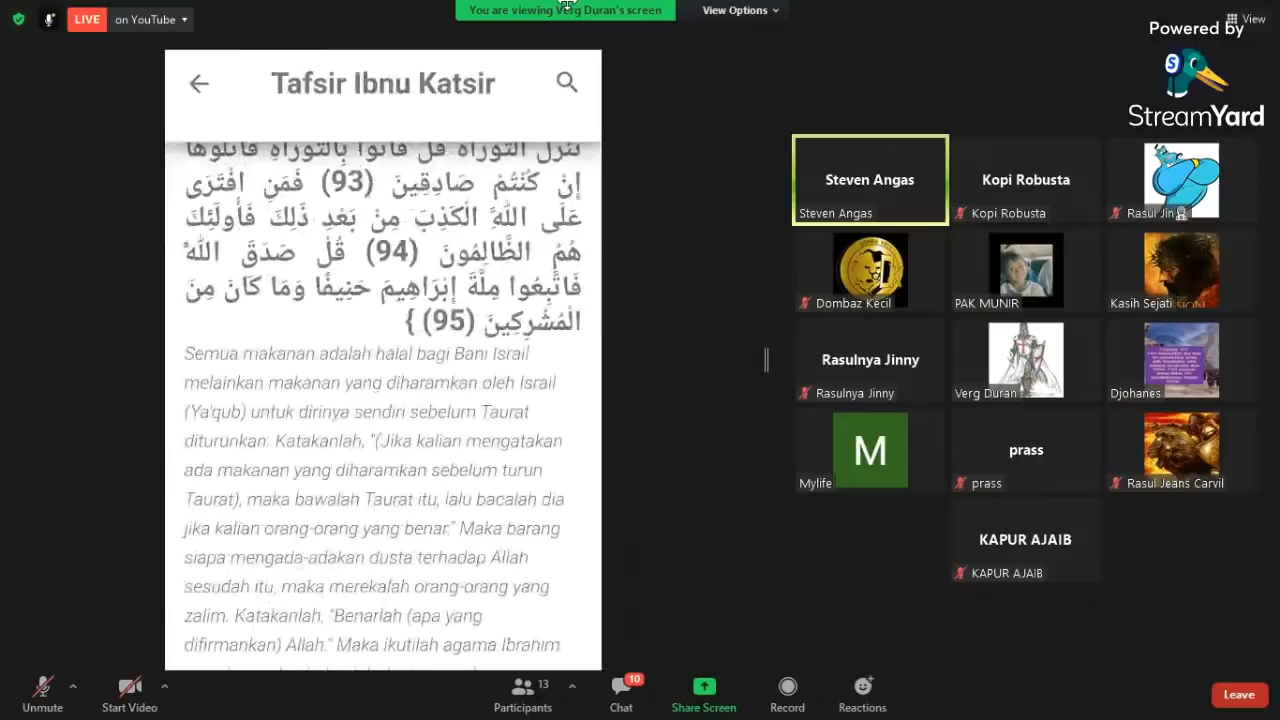 LIVE
on YouTube
You are viewing Verg Duran's screen
View Options
View
Powered by
StreamYard
Tafsir Ibnu Katsir
إِنْ كُنْتُمْ صَادِقِينَ (93) فَمَنِ افْتَرَى
عَلَى اللَّهِ الْكَذِبَ مِنْ بَعْدِ ذَلِكَ فَأُولَئِكَ
هُمُ الظَّالِمُونَ (94) قُلْ صَدَقَ اللَّهُ
فَاتَّبِعُوا مِلَّةَ إِبْرَاهِيمَ حَنِيفًا وَمَا كَانَ مِنَ
الْمُشْرِكِينَ (95) }
Semua makanan adalah halal bagi Bani Israil
melainkan makanan yang diharamkan oleh Israil
(Ya'qub) untuk dirinya sendiri sebelum Taurat
diturunkan. Katakanlah, "(Jika kalian mengatakan
ada makanan yang diharamkan sebelum turun
Taurat), maka bawalah Taurat itu, lalu bacalah dia
jika kalian orang-orang yang benar." Maka barang
siapa mengada-adakan dusta terhadap Allah
sesudah itu, maka merekalah orang-orang yang
zalim. Katakanlah, "Benarlah (apa yang
difirmankan) Allah." Maka ikutilah agama Ibrahim
Steven Angas
Steven Angas
Kopi Robusta
Kopi Robusta
Rasul Jin
Dombaz Kecil
PAK MUNIR
Kasih Sejati
Rasulnya Jinny
Rasulnya Jinny
Verg Duran
Djohanes
M
Mylife
prass
prass
Rasul Jeans Carvil
KAPUR AJAIB
KAPUR AJAIB
Unmute
Start Video
13
Participants
10
Chat
Share Screen
Record
Reactions
Leave